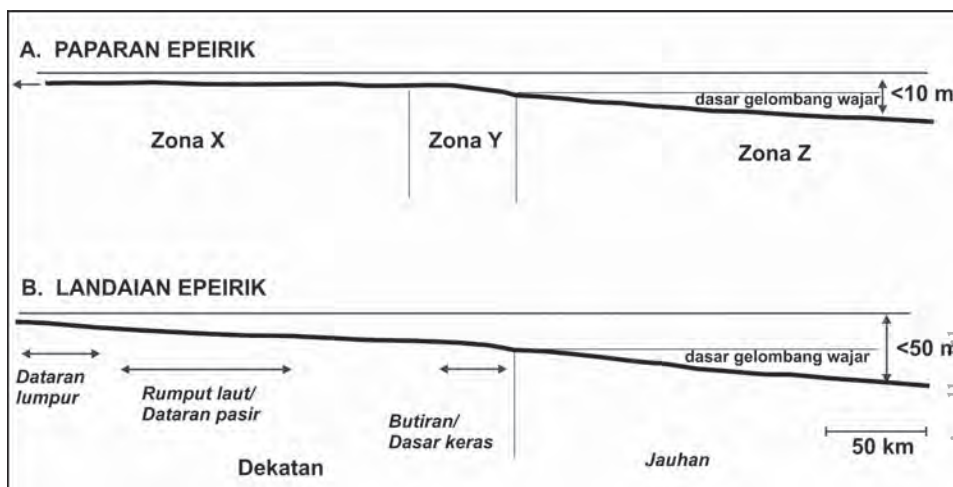 A. PAPARAN EPEIRIK
dasar gelombang wajar
<10 m
Zona X
Zona Y
Zona Z
B. LANDAIAN EPEIRIK
dasar gelombang wajar
<50 m
Dataran
lumpur
Rumput laut/
Dataran pasir
Butiran/
Dasar keras
50 km
Dekatan
Jauhan